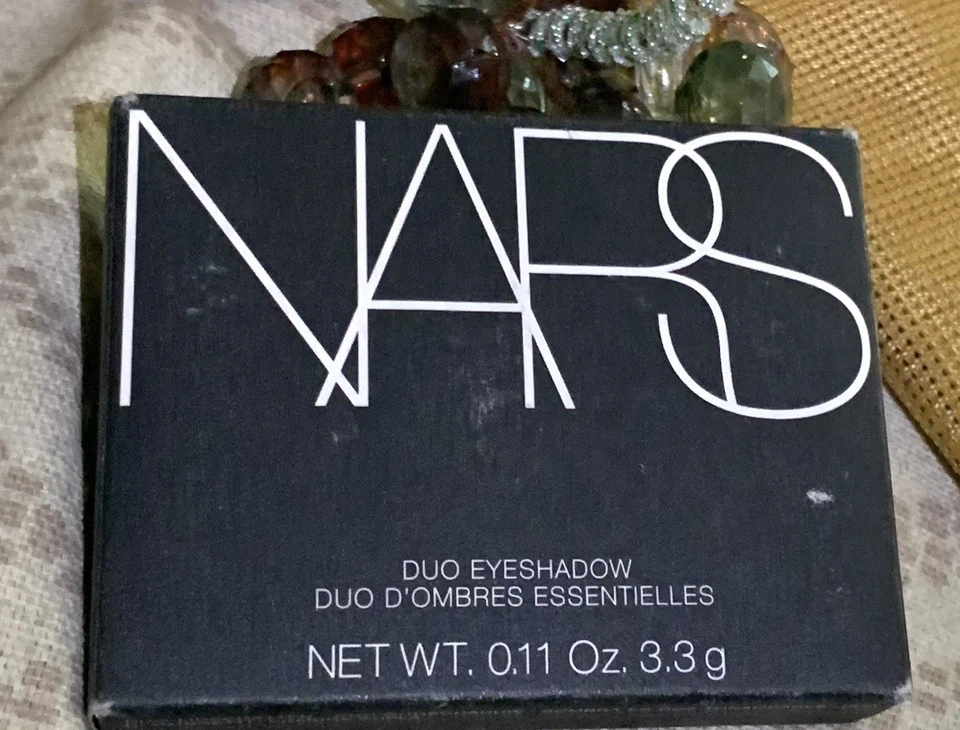 NARS
DUO EYESHADOW
DUO D'OMBRES ESSENTIELLES
NET WT. 0.11 Oz. 3.3 g